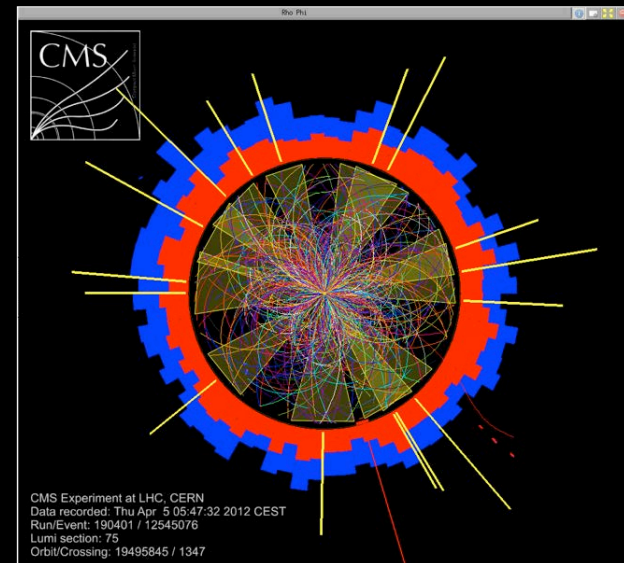 Rho Phi
CMS
CMS Experiment at LHC, CERN
Data recorded: Thu Apr  5 05:47:32 2012 CEST
Run/Event: 190401 / 12545076
Lumi section: 75
Orbit/Crossing: 19495845 / 1347